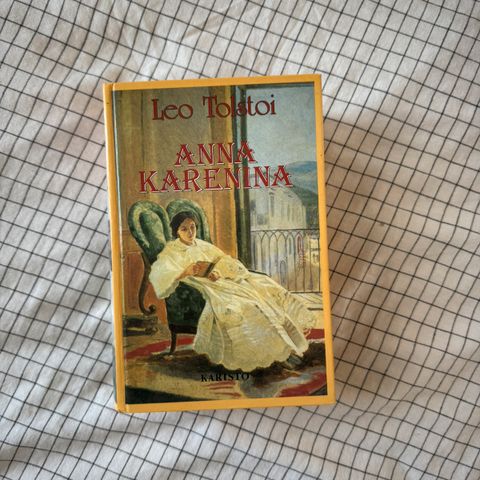 Leo Tolstoi
ANNA
KARENINA
KARISTO